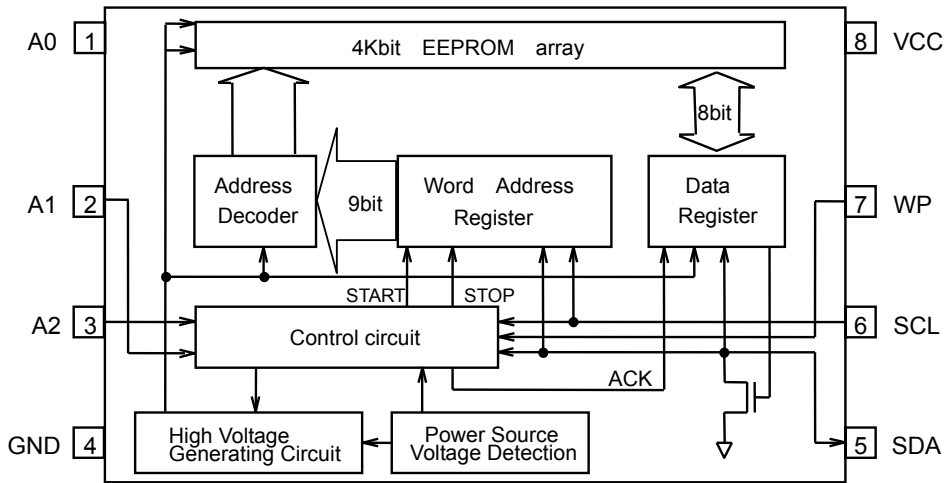 A0 1
4Kbit EEPROM array
8 VCC
8bit
A1 2
Address
Decoder
9bit
Word Address
Register
Data
Register
7 WP
START
STOP
A2 3
Control circuit
6 SCL
ACK
GND 4
High Voltage
Generating Circuit
Power Source
Voltage Detection
5 SDA